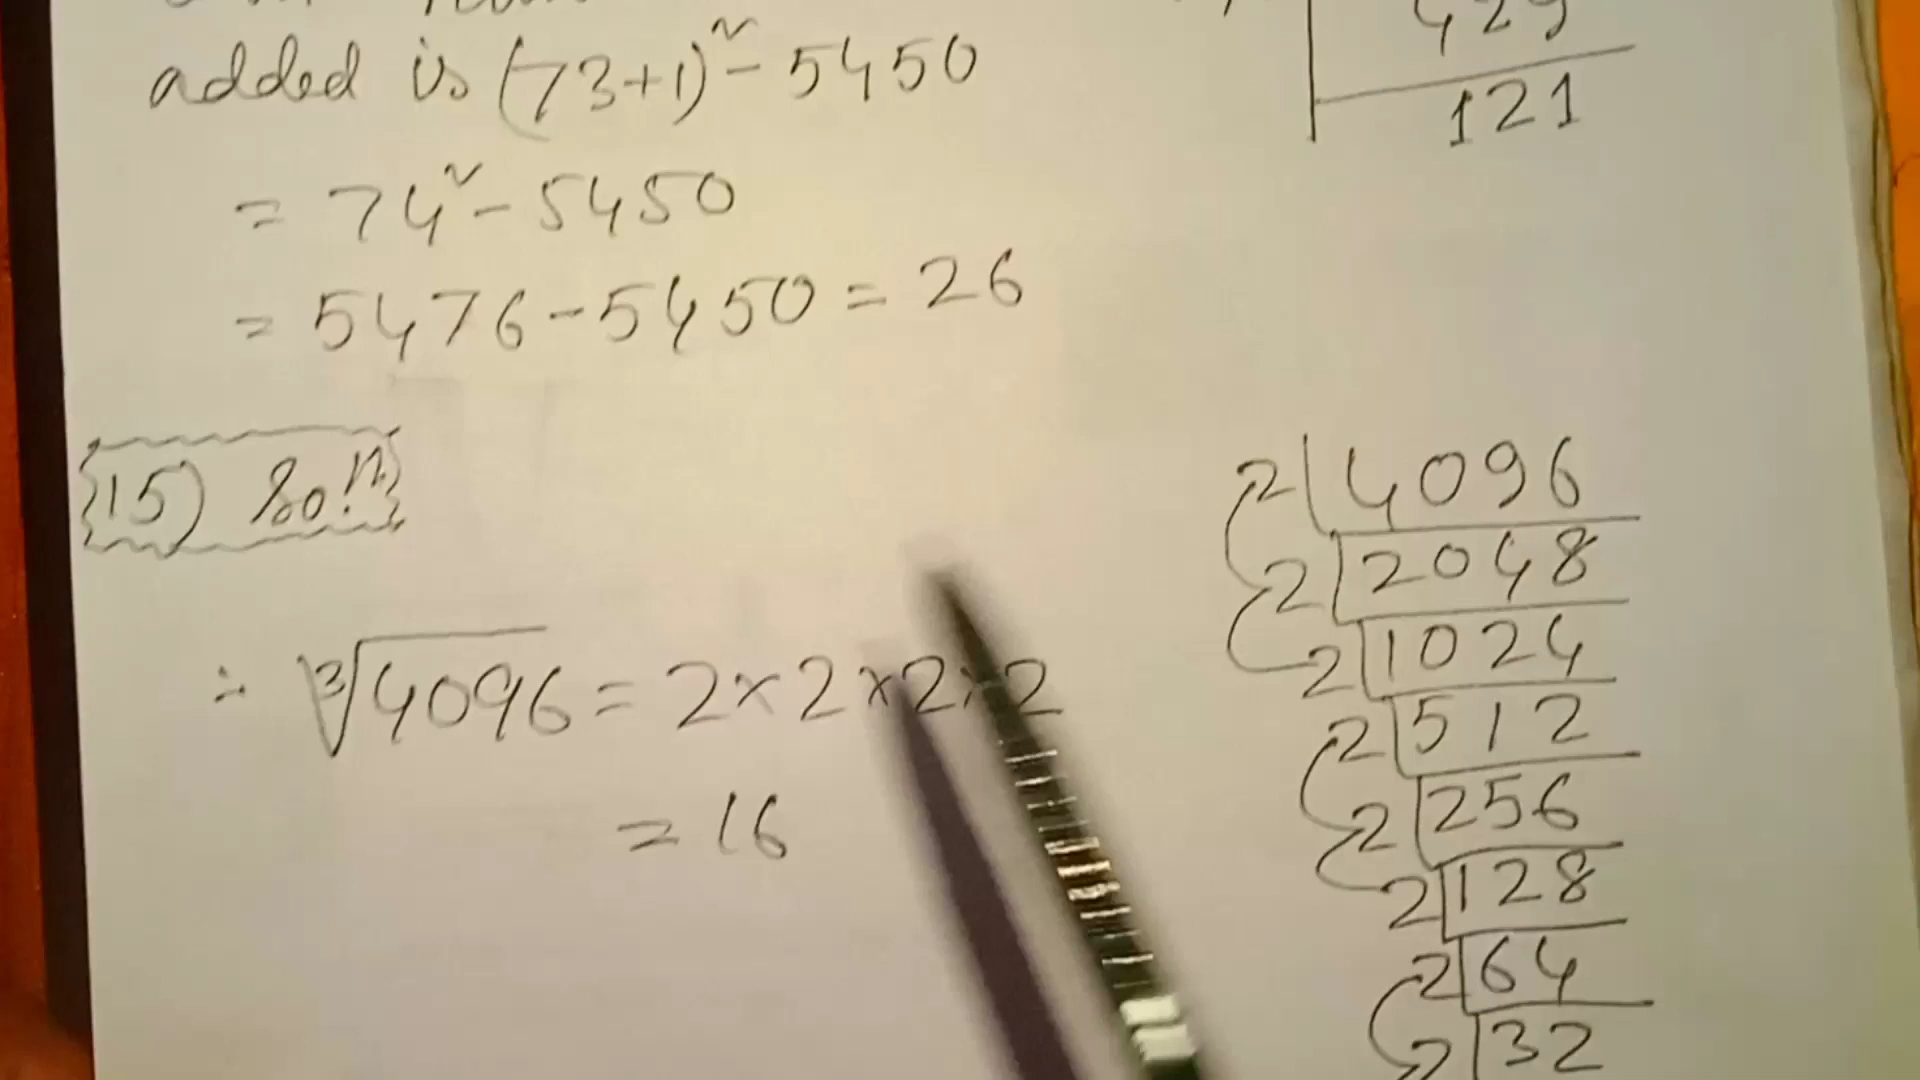 added is (73+1)² - 5450
= 74² - 5450
= 5476 - 5450 = 26
429
121
15) Soln.
∴ ∛4096 = 2×2×2×2
= 16
2 | 4096
2 | 2048
2 | 1024
2 | 512
2 | 256
2 | 128
2 | 64
2 | 32